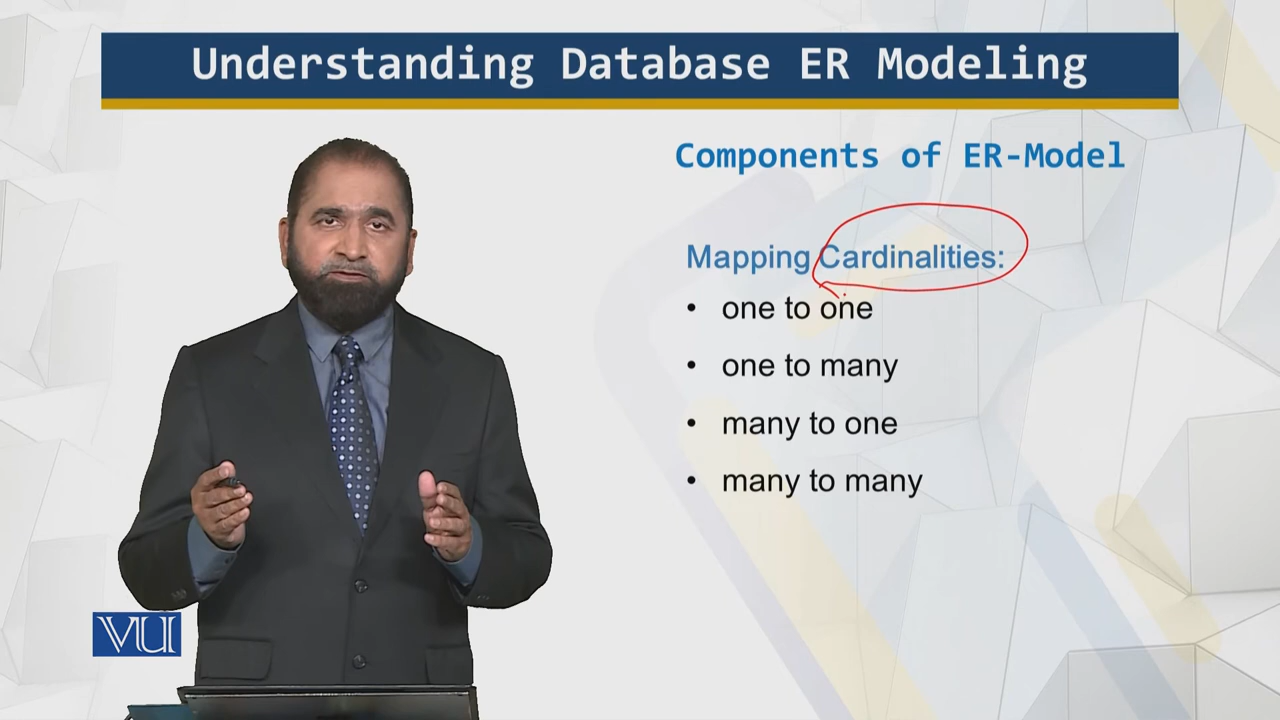 Understanding Database ER Modeling
Components of ER-Model
Mapping Cardinalities:
• one to one
• one to many
• many to one
• many to many
VU